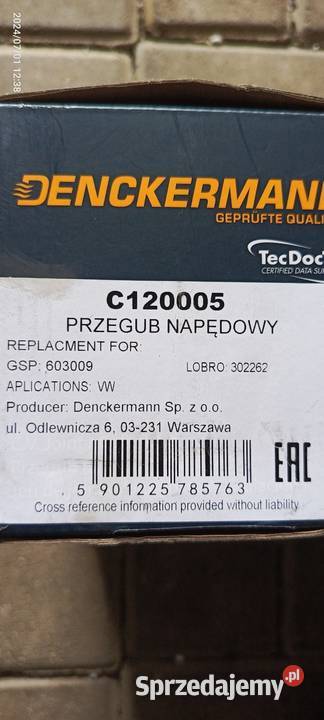 2024/07/01 12:38
DENCKERMANN
GEPRÜFTE QUALI
TecDoc
CERTIFIED DATA SUP
C120005
PRZEGUB NAPĘDOWY
REPLACMENT FOR:
GSP: 603009 LOBRO: 302262
APLICATIONS: VW
Producer: Denckermann Sp. z o.o.
ul. Odlewnicza 6, 03-231 Warszawa
5 901225 785763
EAC
Cross reference information provided without liability
Sprzedajemy.pl